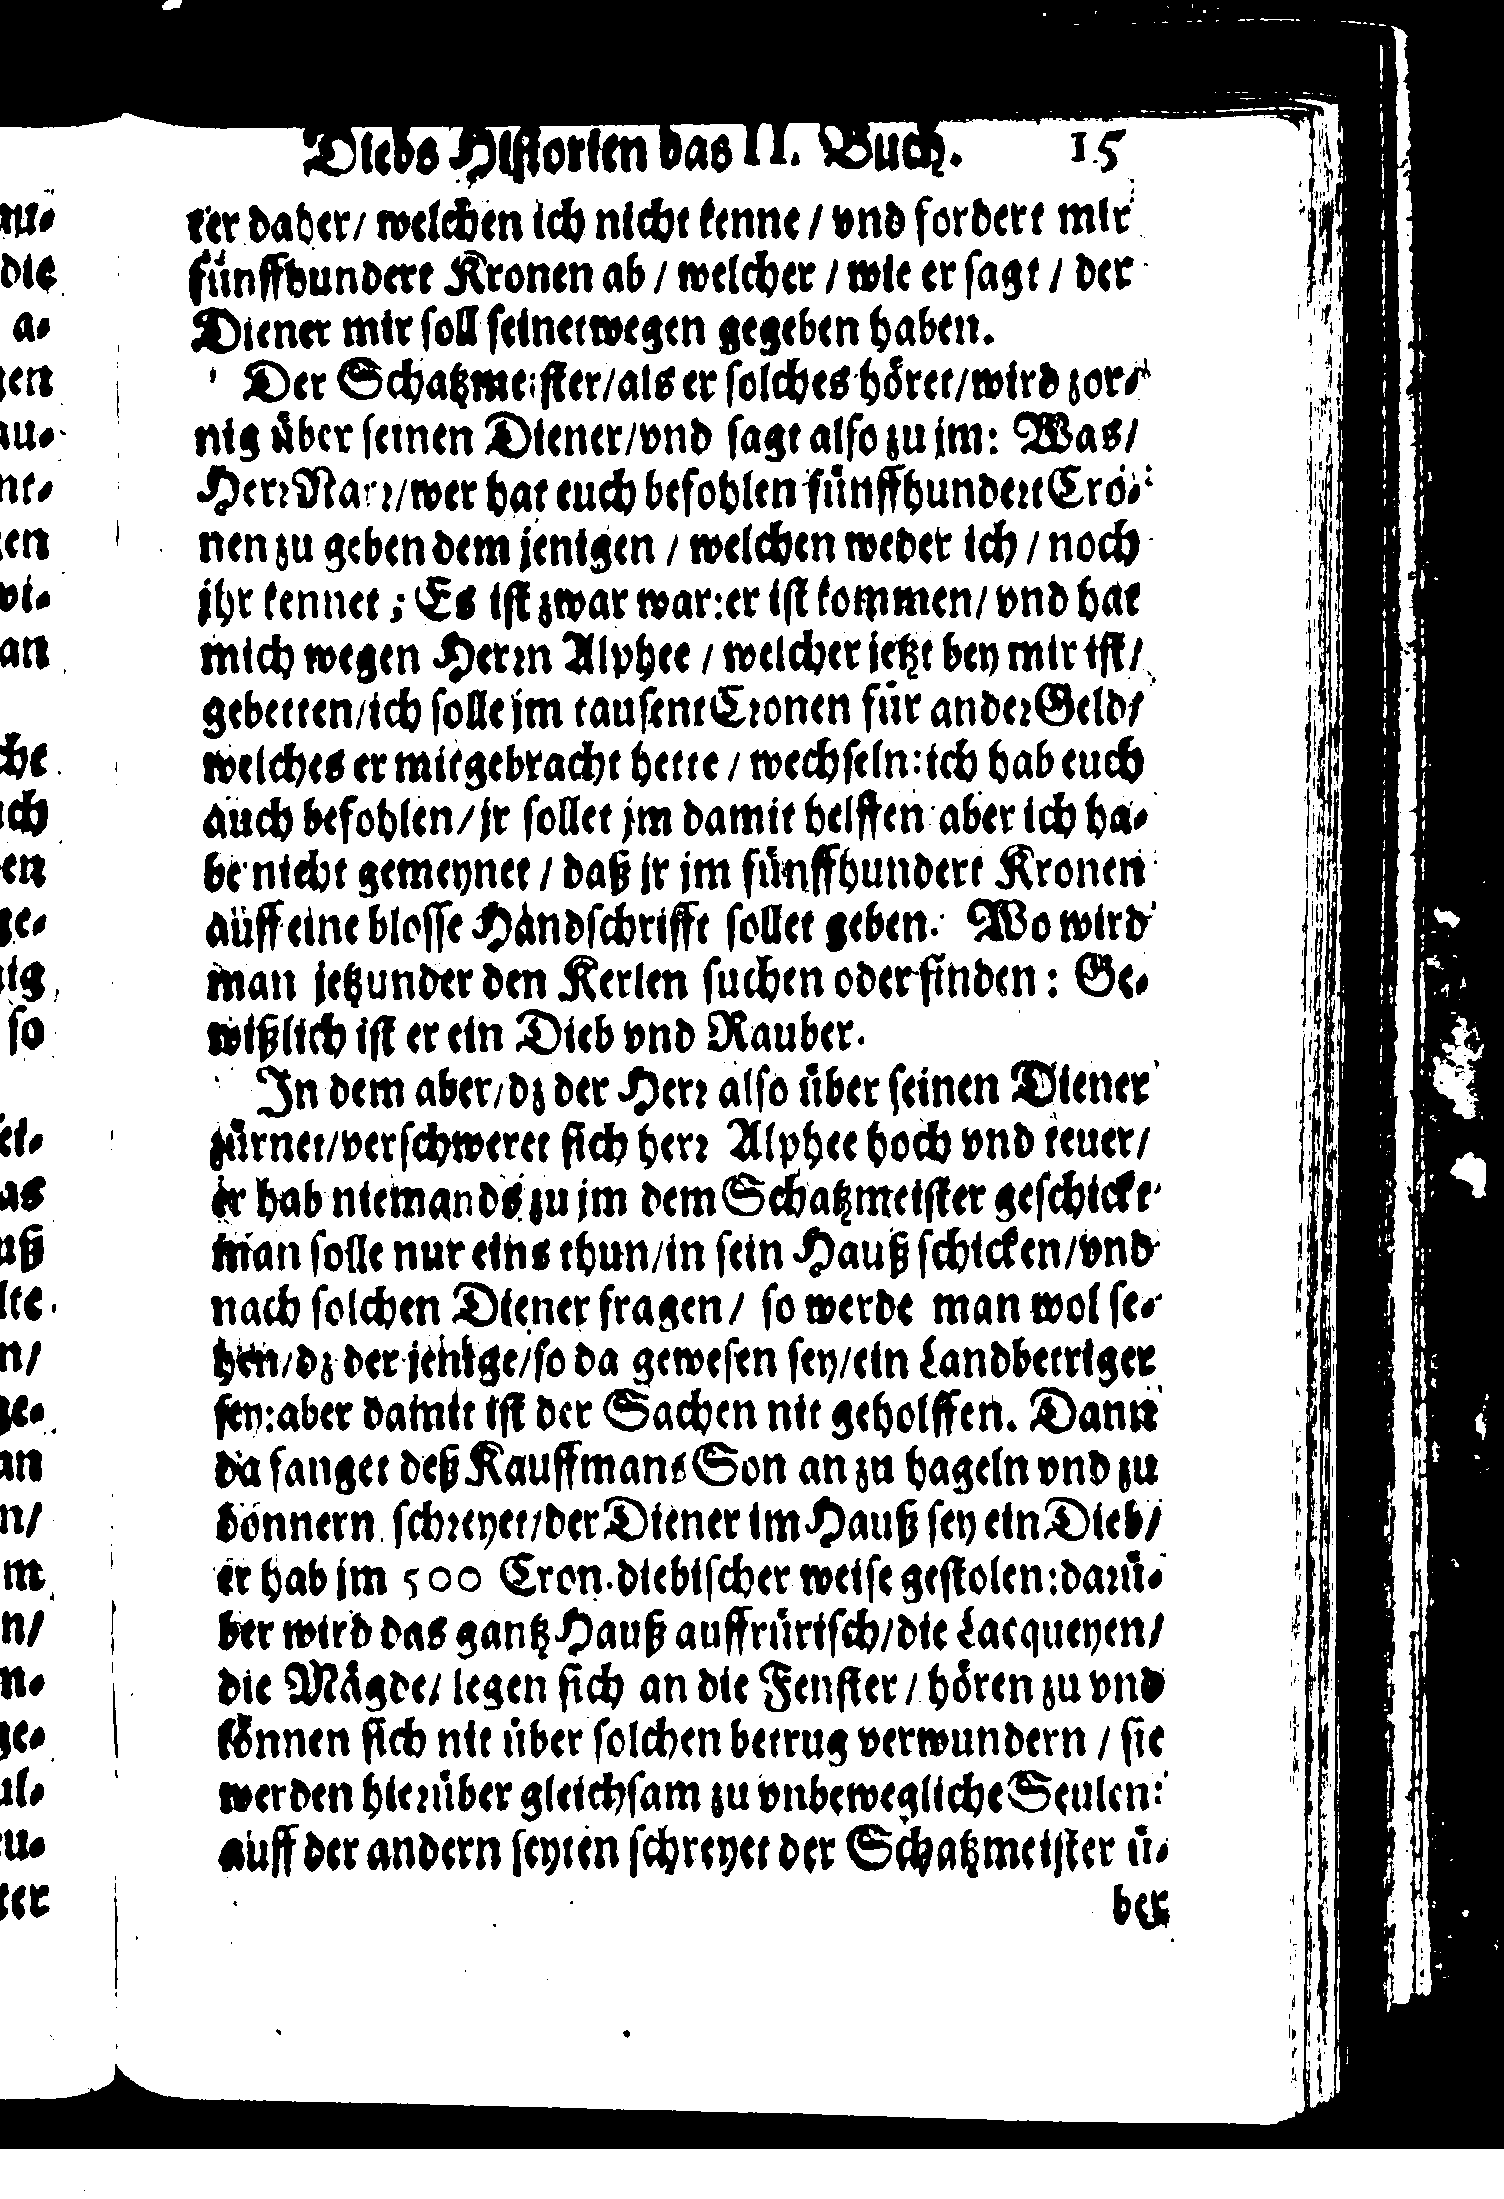 Diebs Historien das II. Buch. 15
ter daher / welchen ich nicht kenne / vnd fordert mir
fünffhundert Kronen ab / welcher / wie er sagt / der
Diener mir soll seinetwegen gegeben haben.
Der Schatzmeister / als er solches höret / wird zor-
nig über seinen Diener / vnd sagt also zu jm: Was /
Herr Narr / wer hat euch befohlen fünffhundert Cro-
nen zu geben dem jenigen / welchen weder ich / noch
jhr kennet ; Es ist zwar war: er ist kommen / vnd hat
mich wegen Herrn Alphee / welcher jetzt bey mir ist /
gebetten / ich solle jm tausent Cronen für ander Geld /
welches er mitgebracht hette / wechseln: ich hab euch
auch befohlen / jr sollet jm damit helffen aber ich ha-
be nicht gemeynet / daß jr jm fünffhundert Kronen
auff eine blosse Handschrifft sollet geben. Wo wird
man jetzunder den Kerlen suchen oder finden: Ge-
wißlich ist er ein Dieb vnd Rauber.
In dem aber / dz der Herr also über seinen Diener
zürnet / verschweret sich herr Alphee hoch vnd teuer /
er hab niemands zu jm dem Schatzmeister geschickt
man solle nur eins thun / in sein Hauß schicken / vnd
nach solchen Diener fragen / so werde man wol se-
hen / dz der jenige / so da gewesen sey / ein Landbetriger
sey: aber damit ist der Sachen nit geholffen. Dann
da fanget deß Kauffmans Son an zu hageln vnd zu
donnern schreyet / der Diener im Hauß sey ein Dieb /
er hab jm 500 Cron. diebischer weise gestolen: darü-
ber wird das gantz Hauß auffrürisch / die Lacqueyen /
die Mägde / legen sich an die Fenster / hören zu vnd
können sich nit über solchen betrug verwundern / sie
werden hierüber gleichsam zu vnbewegliche Seulen:
auff der andern seyten schreyet der Schatzmeister ü-
ber